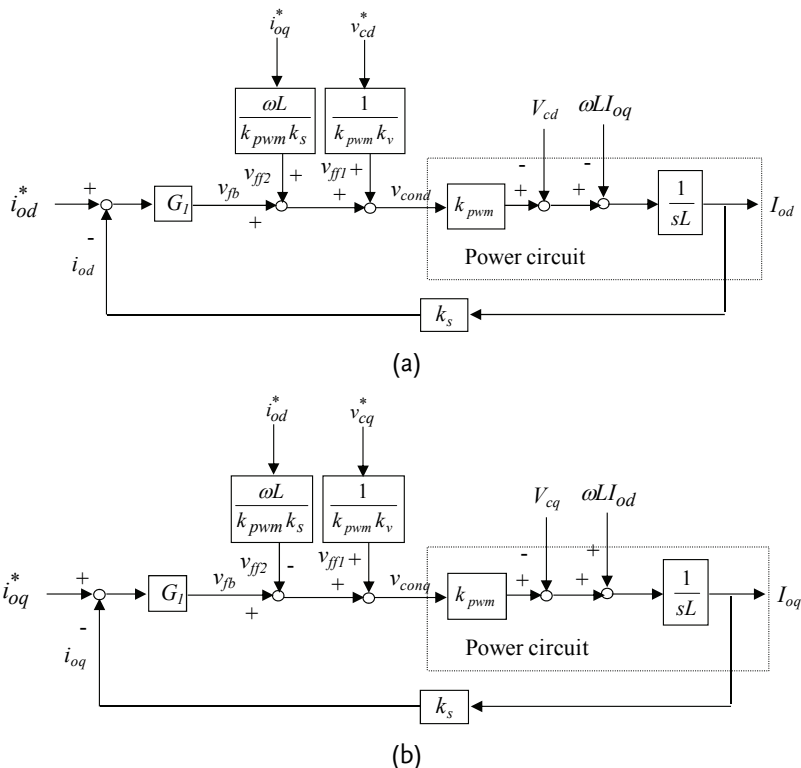 i*oq v*cd
ωL / kpwm ks 1 / kpwm kv Vcd ωLIoq
vff2 + vff1 + - -
i*od + G1 vfb + + vcond kpwm + + 1 / sL Iod
-
iod Power circuit
ks
(a)
i*od v*cq
ωL / kpwm ks 1 / kpwm kv Vcq ωLIod
vff2 - vff1 + - +
i*oq + G1 vfb + + vconq kpwm + + 1 / sL Ioq
-
ioq Power circuit
ks
(b)